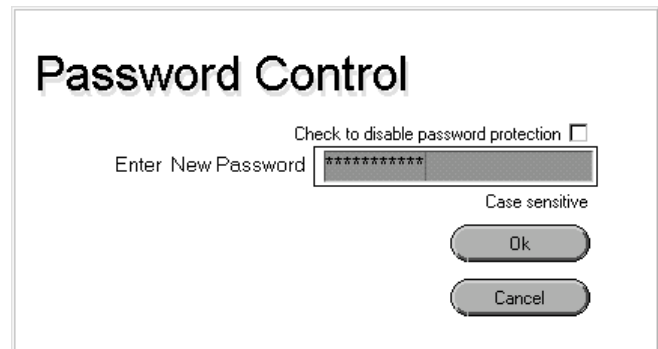 Password Control
Check to disable password protection
Enter New Password ***********
Case sensitive
Ok
Cancel